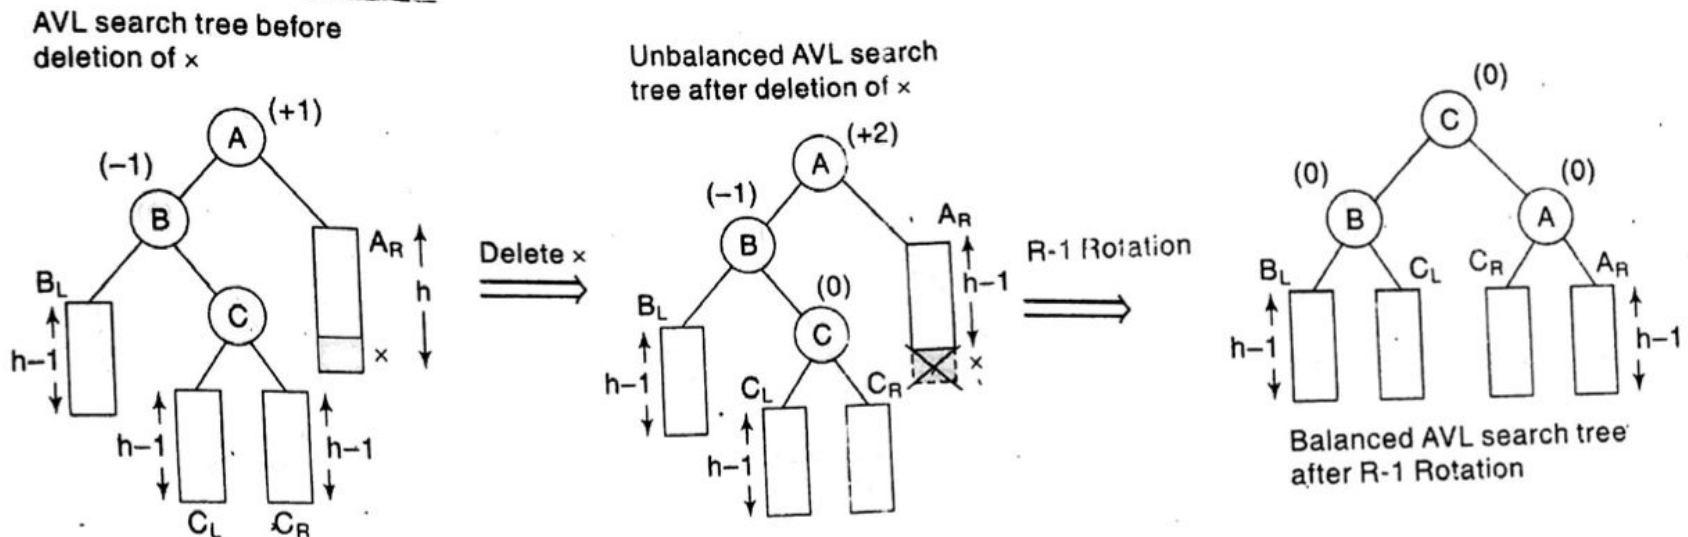 AVL search tree before
deletion of ×
A
(+1)
(−1)
B
A_R
h
B_L
C
×
h−1
h−1
h−1
C_L
C_R
Delete ×
Unbalanced AVL search
tree after deletion of ×
A
(+2)
(−1)
B
A_R
h−1
(0)
B_L
C
×
h−1
C_L
C_R
h−1
R-1 Rotation
(0)
C
(0)
(0)
B
A
B_L
C_L
C_R
A_R
h−1
h−1
Balanced AVL search tree
after R-1 Rotation